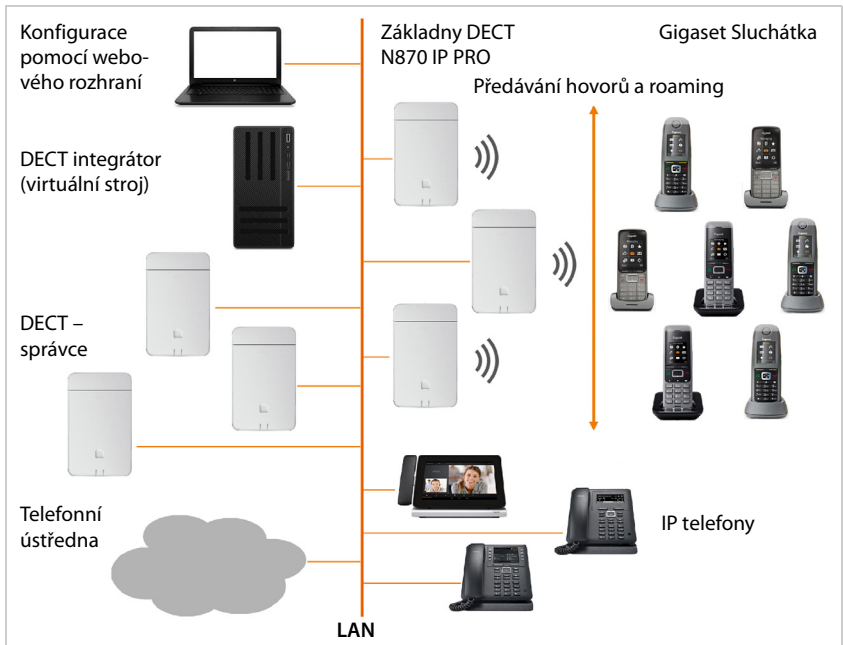 Konfigurace
pomocí webo-
vého rozhraní
Základny DECT
N870 IP PRO
Gigaset Sluchátka
Předávání hovorů a roaming
DECT integrátor
(virtuální stroj)
DECT –
správce
Telefonní
ústředna
IP telefony
LAN